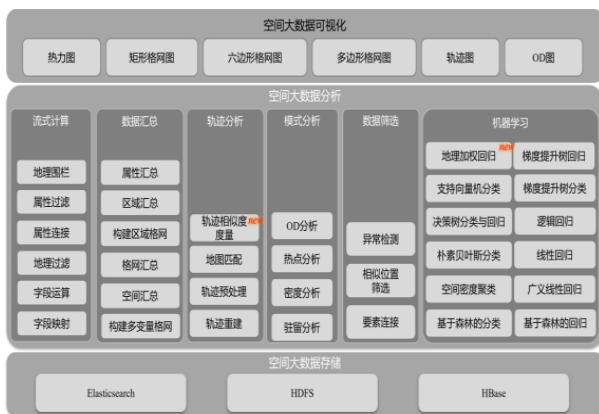 空间大数据可视化
热力图
矩形格网图
六边形格网图
多边形格网图
轨迹图
OD图
空间大数据分析
流式计算
地理围栏
属性过滤
属性连接
地理过滤
字段运算
字段映射
数据汇总
属性汇总
区域汇总
构建区域格网
格网汇总
空间汇总
构建多变量格网
轨迹分析
轨迹相似度new
度量
地图匹配
轨迹预处理
轨迹重建
模式分析
OD分析
热点分析
密度分析
驻留分析
数据筛选
异常检测
相似位置
筛选
要素连接
机器学习
地理加权回归new
梯度提升树回归
支持向量机分类
梯度提升树分类
决策树分类与回归
逻辑回归
朴素贝叶斯分类
线性回归
空间密度聚类
广义线性回归
基于森林的分类
基于森林的回归
空间大数据存储
Elasticsearch
HDFS
HBase